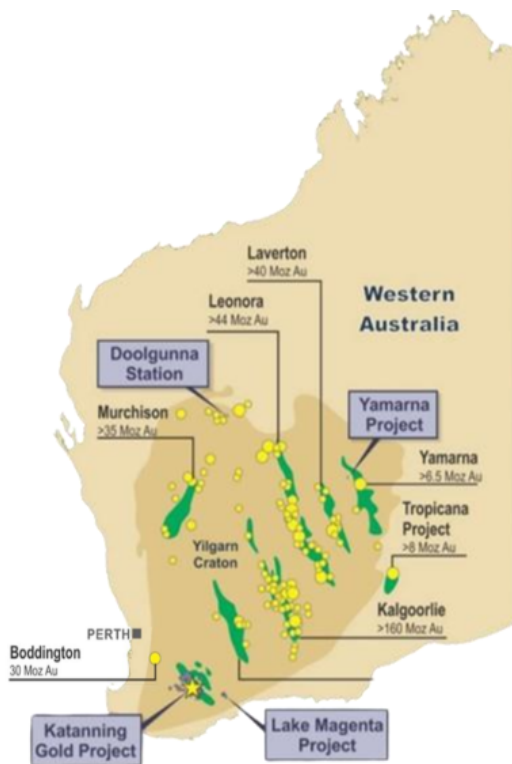 Laverton
>40 Moz Au
Western
Australia
Leonora
>44 Moz Au
Doolgunna
Station
Murchison
>35 Moz Au
Yamarna
Project
Yamarna
>6.5 Moz Au
Tropicana
Project
>8 Moz Au
Yilgarn
Craton
Kalgoorlie
>160 Moz Au
PERTH
Boddington
30 Moz Au
Katanning
Gold Project
Lake Magenta
Project